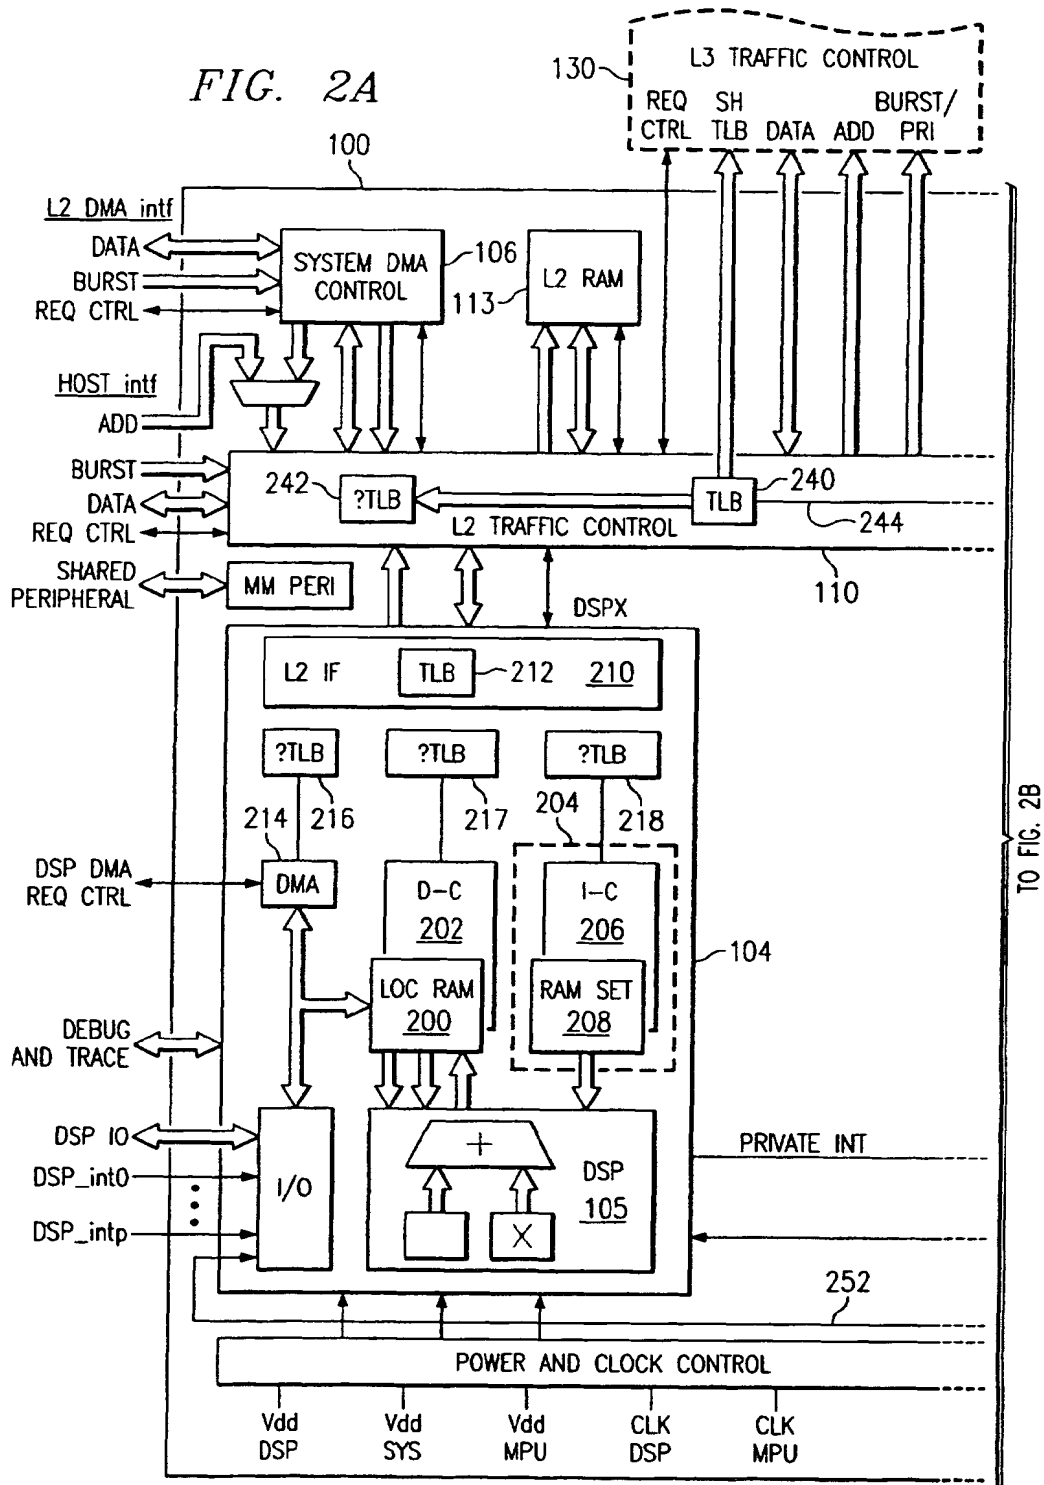 FIG. 2A
130
L3 TRAFFIC CONTROL
REQ CTRL
SH TLB
DATA
ADD
BURST/ PRI
100
L2 DMA intf
DATA
BURST
REQ CTRL
SYSTEM DMA CONTROL
106
113
L2 RAM
HOST intf
ADD
BURST
DATA
REQ CTRL
242
?TLB
TLB
240
244
L2 TRAFFIC CONTROL
110
SHARED PERIPHERAL
MM PERI
DSPX
L2 IF
TLB
212
210
?TLB
?TLB
?TLB
214
216
217
204
218
DSP DMA REQ CTRL
DMA
D-C
202
I-C
206
104
LOC RAM
200
RAM SET
208
DEBUG AND TRACE
TO FIG. 2B
DSP IO
DSP_int0
DSP_intp
I/O
+
X
DSP
105
PRIVATE INT
252
POWER AND CLOCK CONTROL
Vdd DSP
Vdd SYS
Vdd MPU
CLK DSP
CLK MPU